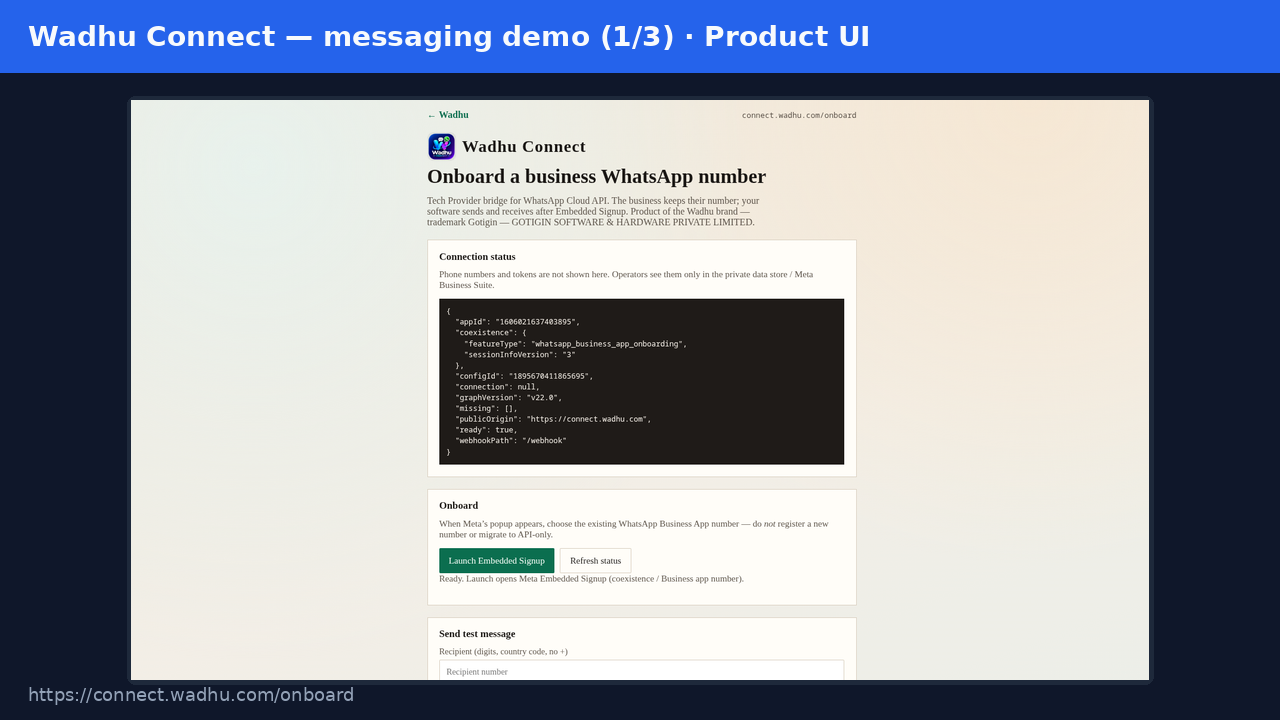 Wadhu Connect — messaging demo (1/3) · Product UI
← Wadhu
connect.wadhu.com/onboard
Wadhu
Wadhu Connect
Onboard a business WhatsApp number
Tech Provider bridge for WhatsApp Cloud API. The business keeps their number; your
software sends and receives after Embedded Signup. Product of the Wadhu brand —
trademark Gotigin — GOTIGIN SOFTWARE & HARDWARE PRIVATE LIMITED.
Connection status
Phone numbers and tokens are not shown here. Operators see them only in the private data store / Meta
Business Suite.
{
  "appId": "1606021637403895",
  "coexistence": {
    "featureType": "whatsapp_business_app_onboarding",
    "sessionInfoVersion": "3"
  },
  "configId": "1895670411865695",
  "connection": null,
  "graphVersion": "v22.0",
  "missing": [],
  "publicOrigin": "https://connect.wadhu.com",
  "ready": true,
  "webhookPath": "/webhook"
}
Onboard
When Meta’s popup appears, choose the existing WhatsApp Business App number — do not register a new
number or migrate to API-only.
Launch Embedded Signup
Refresh status
Ready. Launch opens Meta Embedded Signup (coexistence / Business app number).
Send test message
Recipient (digits, country code, no +)
Recipient number
https://connect.wadhu.com/onboard